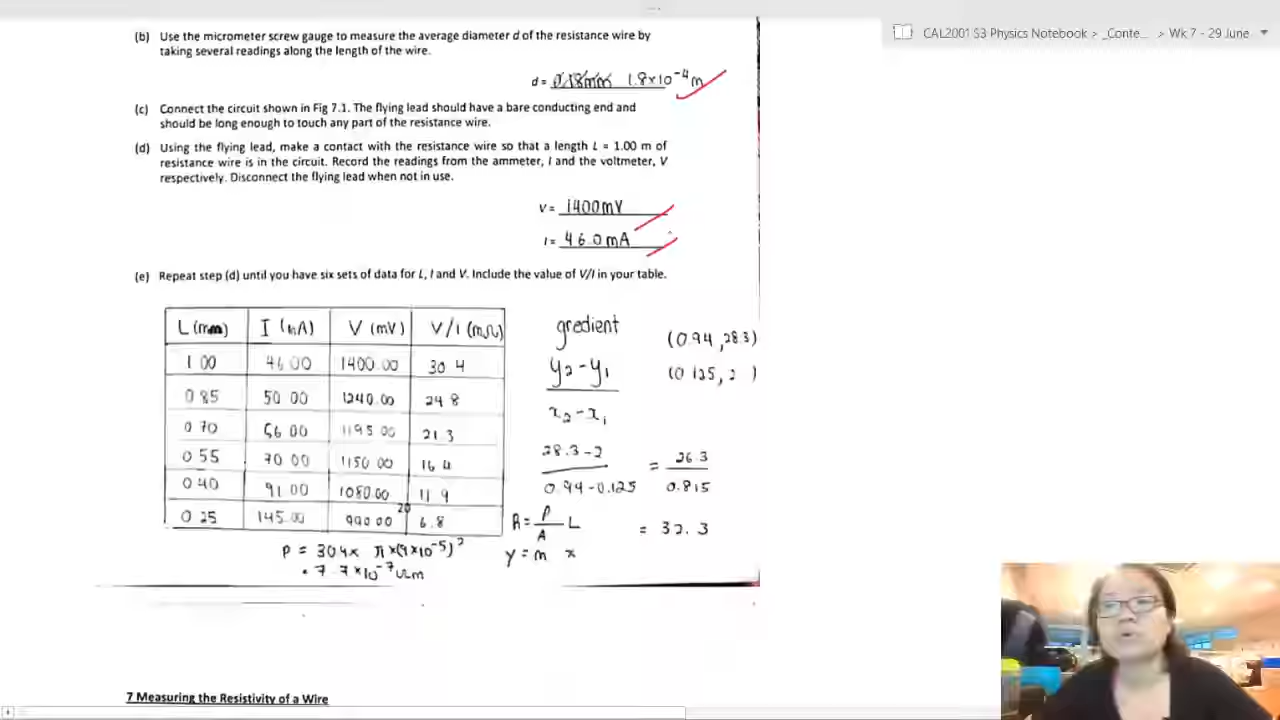 CAL2001 S3 Physics Notebook > _Conte... > Wk 7 - 29 June
(b) Use the micrometer screw gauge to measure the average diameter d of the resistance wire by
taking several readings along the length of the wire.
d = 0.18mm 1.8×10⁻⁴ m
(c) Connect the circuit shown in Fig 7.1. The flying lead should have a bare conducting end and
should be long enough to touch any part of the resistance wire.
(d) Using the flying lead, make a contact with the resistance wire so that a length L = 1.00 m of
resistance wire is in the circuit. Record the readings from the ammeter, I and the voltmeter, V
respectively. Disconnect the flying lead when not in use.
V = 1400mV
I = 46.0mA
(e) Repeat step (d) until you have six sets of data for L, I and V. Include the value of V/I in your table.
L (m) I (mA) V (mV) V/I (mΩ)
1.00 46.00 1400.00 30.4
0.85 50.00 1240.00 24.8
0.70 56.00 1195.00 21.3
0.55 70.00 1150.00 16.4
0.40 91.00 1080.00 11.9
0.25 145.00 990.00 6.8
20
gredient
y₂-y₁
x₂-x₁
(0.94, 28.3)
(0.125, 2 )
28.3-2
0.94-0.125
= 26.3
0.815
= 32.3
R = P L
A
y = m x
P = 30.4 × π×(9×10⁻⁵)²
= 7.7×10⁻⁷ Ωm
7 Measuring the Resistivity of a Wire